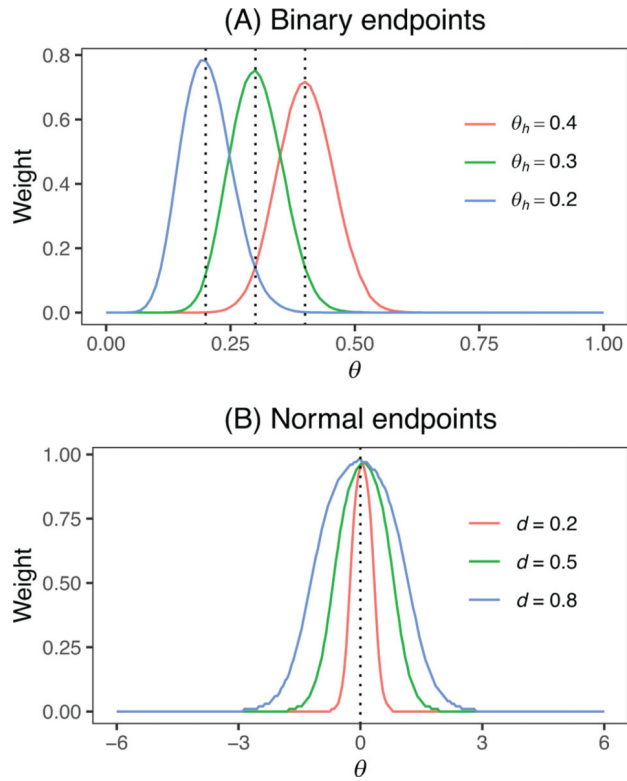 (A) Binary endpoints
0.8
0.6
0.4
0.2
0.0
Weight
θh = 0.4
θh = 0.3
θh = 0.2
0.00 0.25 0.50 0.75 1.00
θ
(B) Normal endpoints
1.00
0.75
0.50
0.25
0.00
Weight
d = 0.2
d = 0.5
d = 0.8
−6 −3 0 3 6
θ